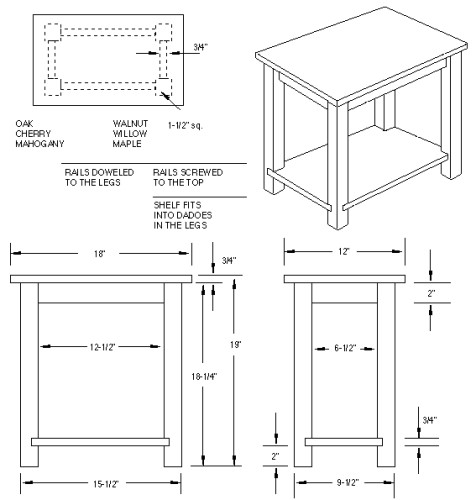 3/4"
OAK
CHERRY
MAHOGANY
WALNUT
WILLOW
MAPLE
1-1/2" sq.
RAILS DOWELED
TO THE LEGS
RAILS SCREWED
TO THE TOP
SHELF FITS
INTO DADOES
IN THE LEGS
18"
3/4"
12-1/2"
18-1/4"
19"
15-1/2"
12"
2"
6-1/2"
3/4"
2"
9-1/2"